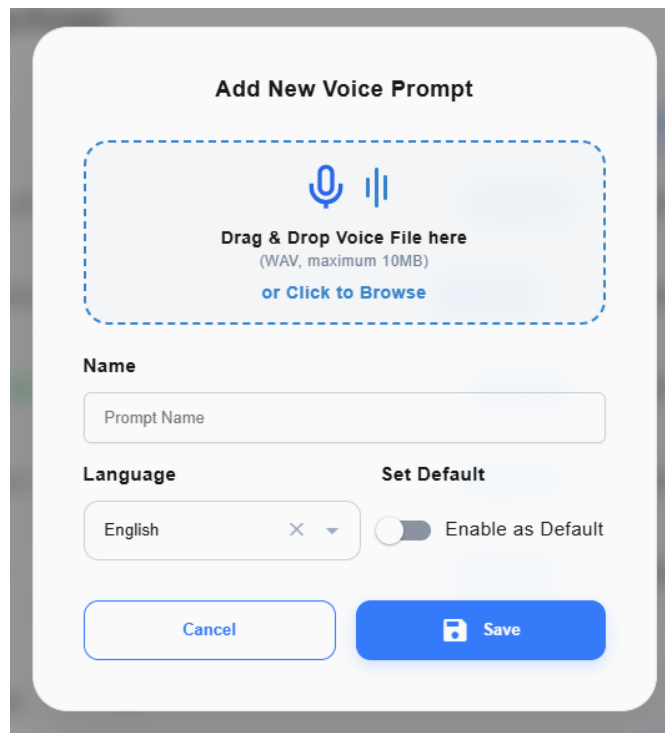 Add New Voice Prompt
Drag & Drop Voice File here
(WAV, maximum 10MB)
or Click to Browse
Name
Prompt Name
Language
Set Default
English
Enable as Default
Cancel
Save